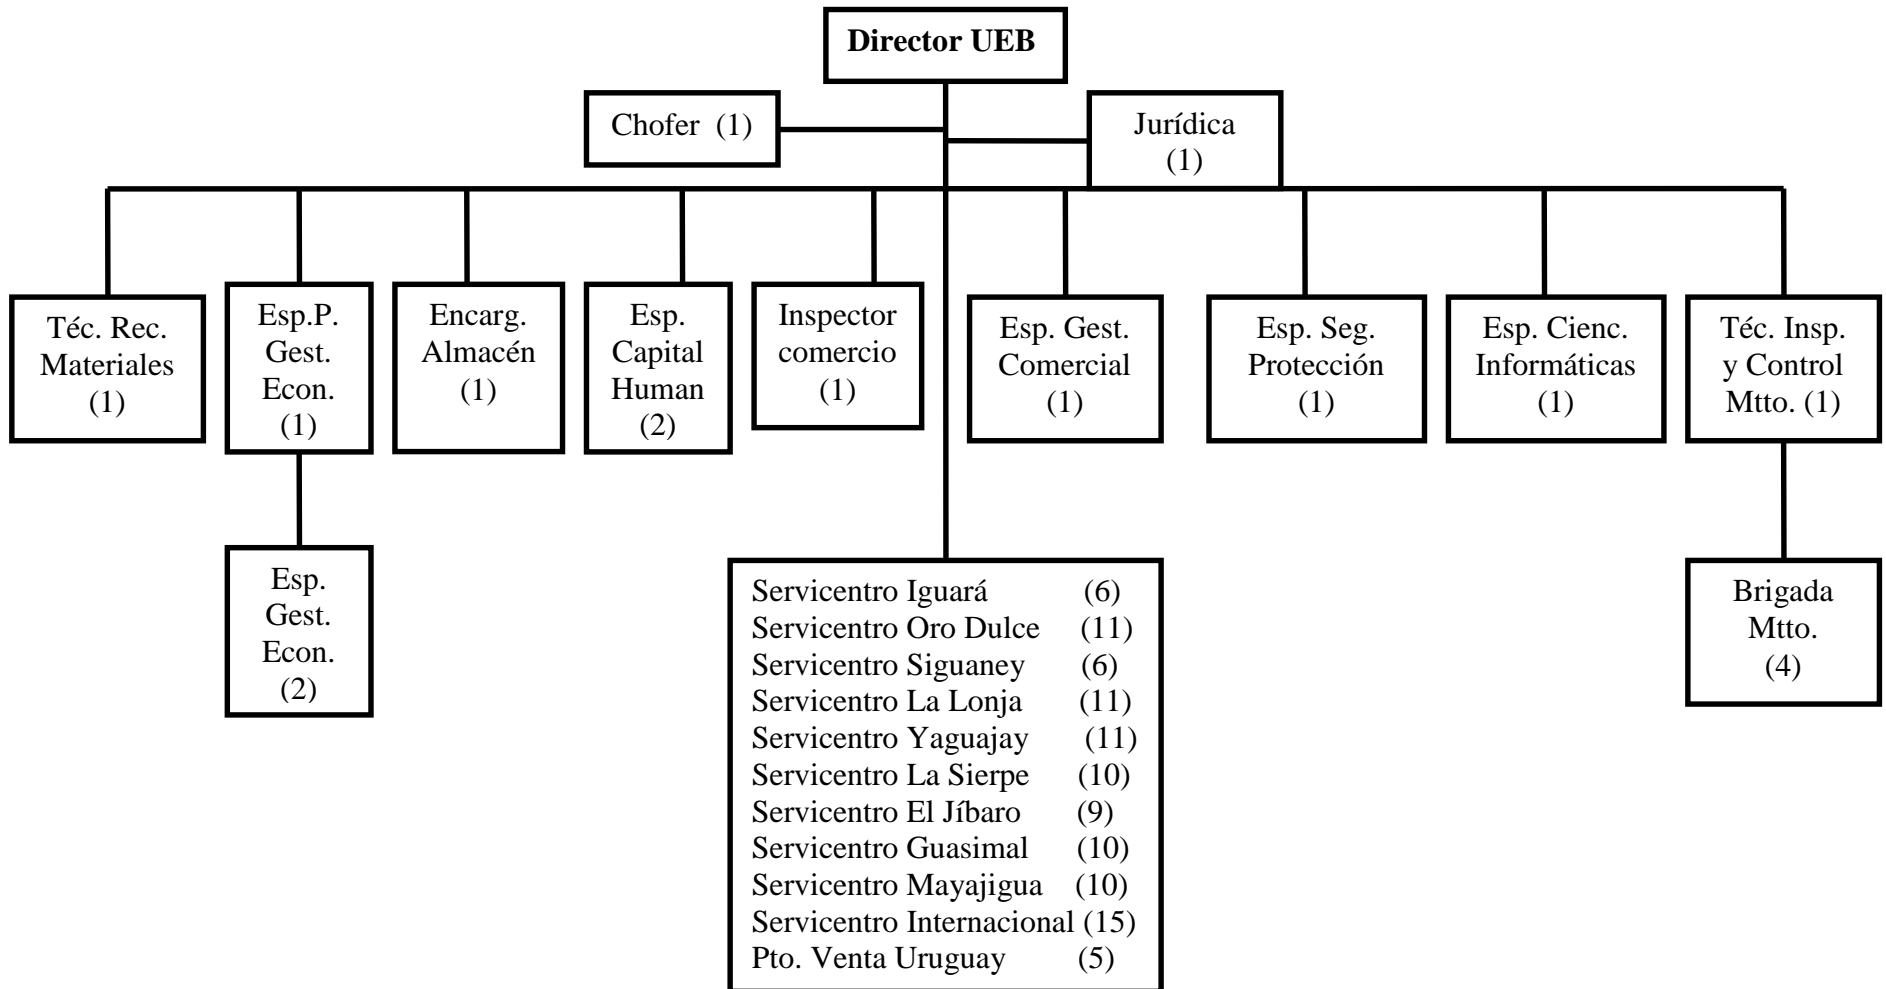 Director UEB
Chofer (1)
Jurídica
(1)
Téc. Rec.
Materiales
(1)
Esp.P.
Gest.
Econ.
(1)
Encarg.
Almacén
(1)
Esp.
Capital
Human
(2)
Inspector
comercio
(1)
Esp. Gest.
Comercial
(1)
Esp. Seg.
Protección
(1)
Esp. Cienc.
Informáticas
(1)
Téc. Insp.
y Control
Mtto. (1)
Esp.
Gest.
Econ.
(2)
Servicentro Iguará (6)
Servicentro Oro Dulce (11)
Servicentro Siguaney (6)
Servicentro La Lonja (11)
Servicentro Yaguajay (11)
Servicentro La Sierpe (10)
Servicentro El Jíbaro (9)
Servicentro Guasimal (10)
Servicentro Mayajigua (10)
Servicentro Internacional (15)
Pto. Venta Uruguay (5)
Brigada
Mtto.
(4)